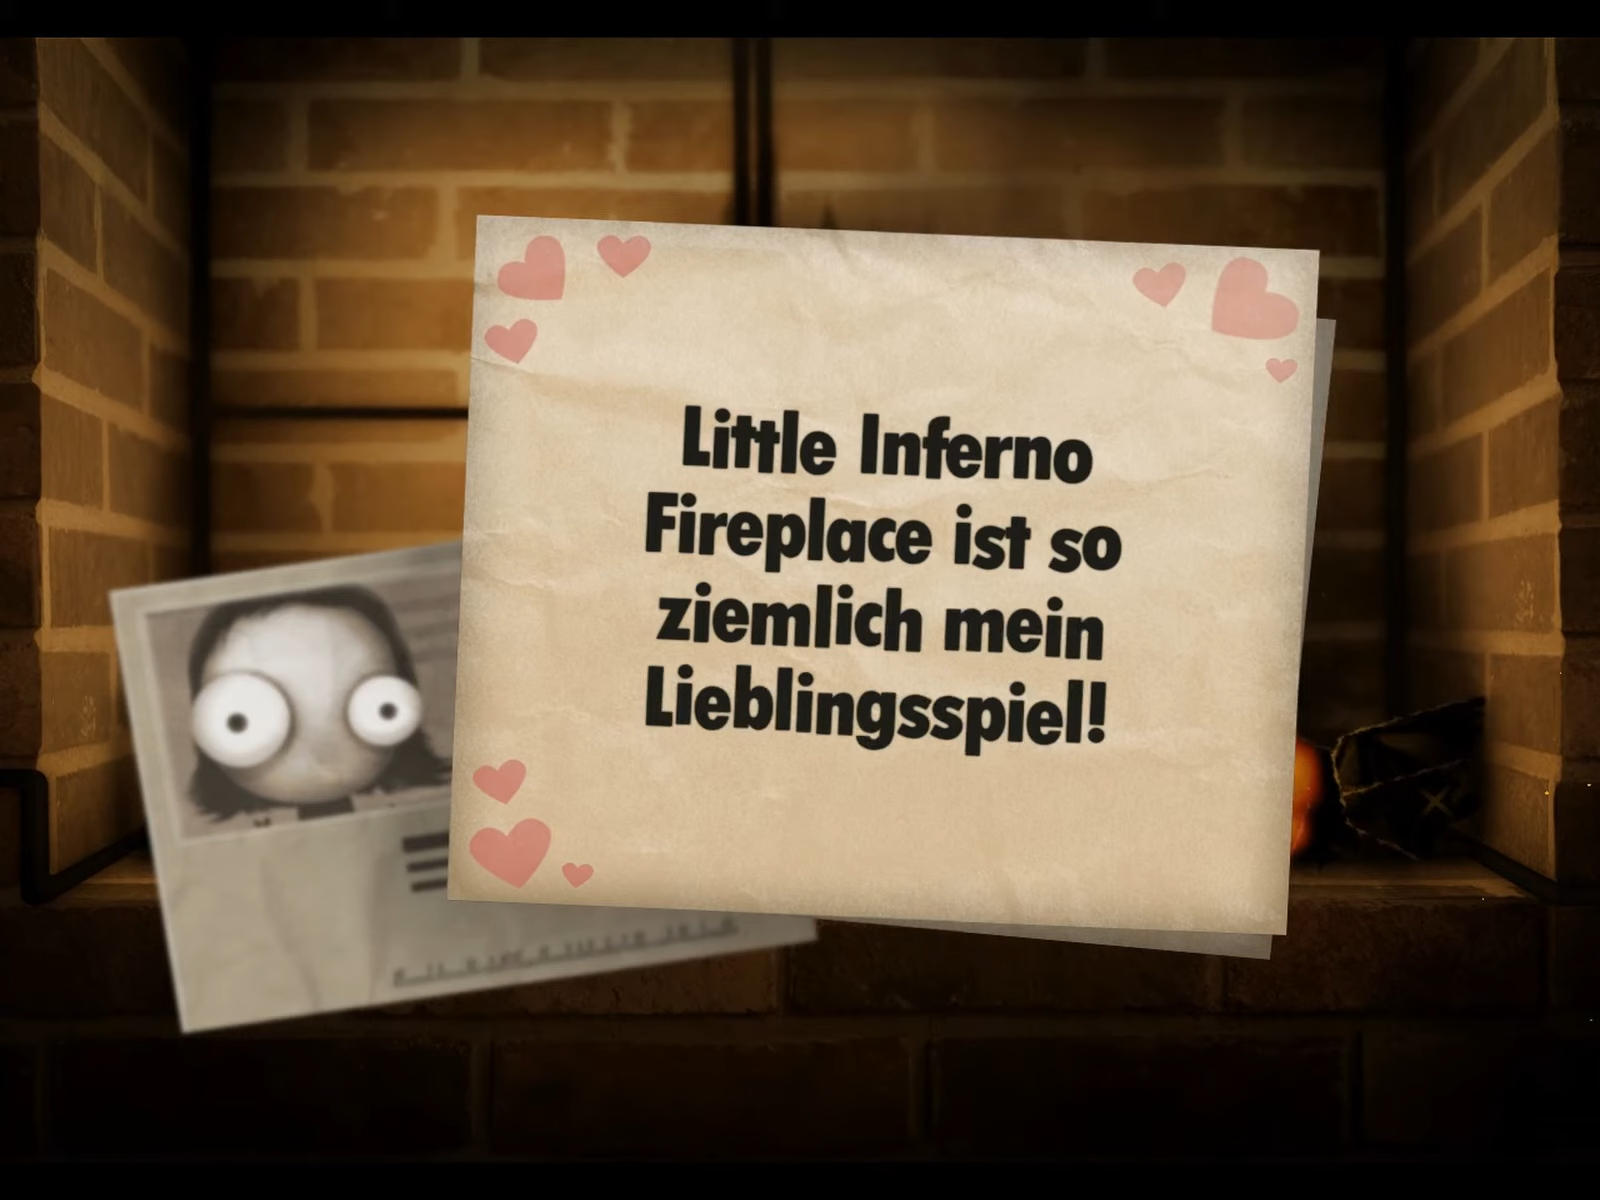 Little Inferno
Fireplace ist so
ziemlich mein
Lieblingsspiel!